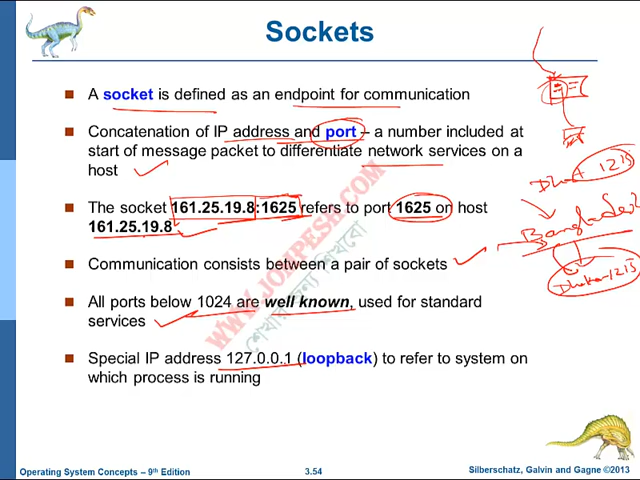 Sockets
A socket is defined as an endpoint for communication
Concatenation of IP address and port – a number included at
start of message packet to differentiate network services on a
host
The socket 161.25.19.8:1625 refers to port 1625 on host
161.25.19.8
Communication consists between a pair of sockets
All ports below 1024 are well known, used for standard
services
Special IP address 127.0.0.1 (loopback) to refer to system on
which process is running
Dhaka 1215
Bangladesh
Dhaka-1215
WWW.JOMPESH.COM
শেখার জন্য শিখবো
Operating System Concepts – 9th Edition
3.54
Silberschatz, Galvin and Gagne ©2013